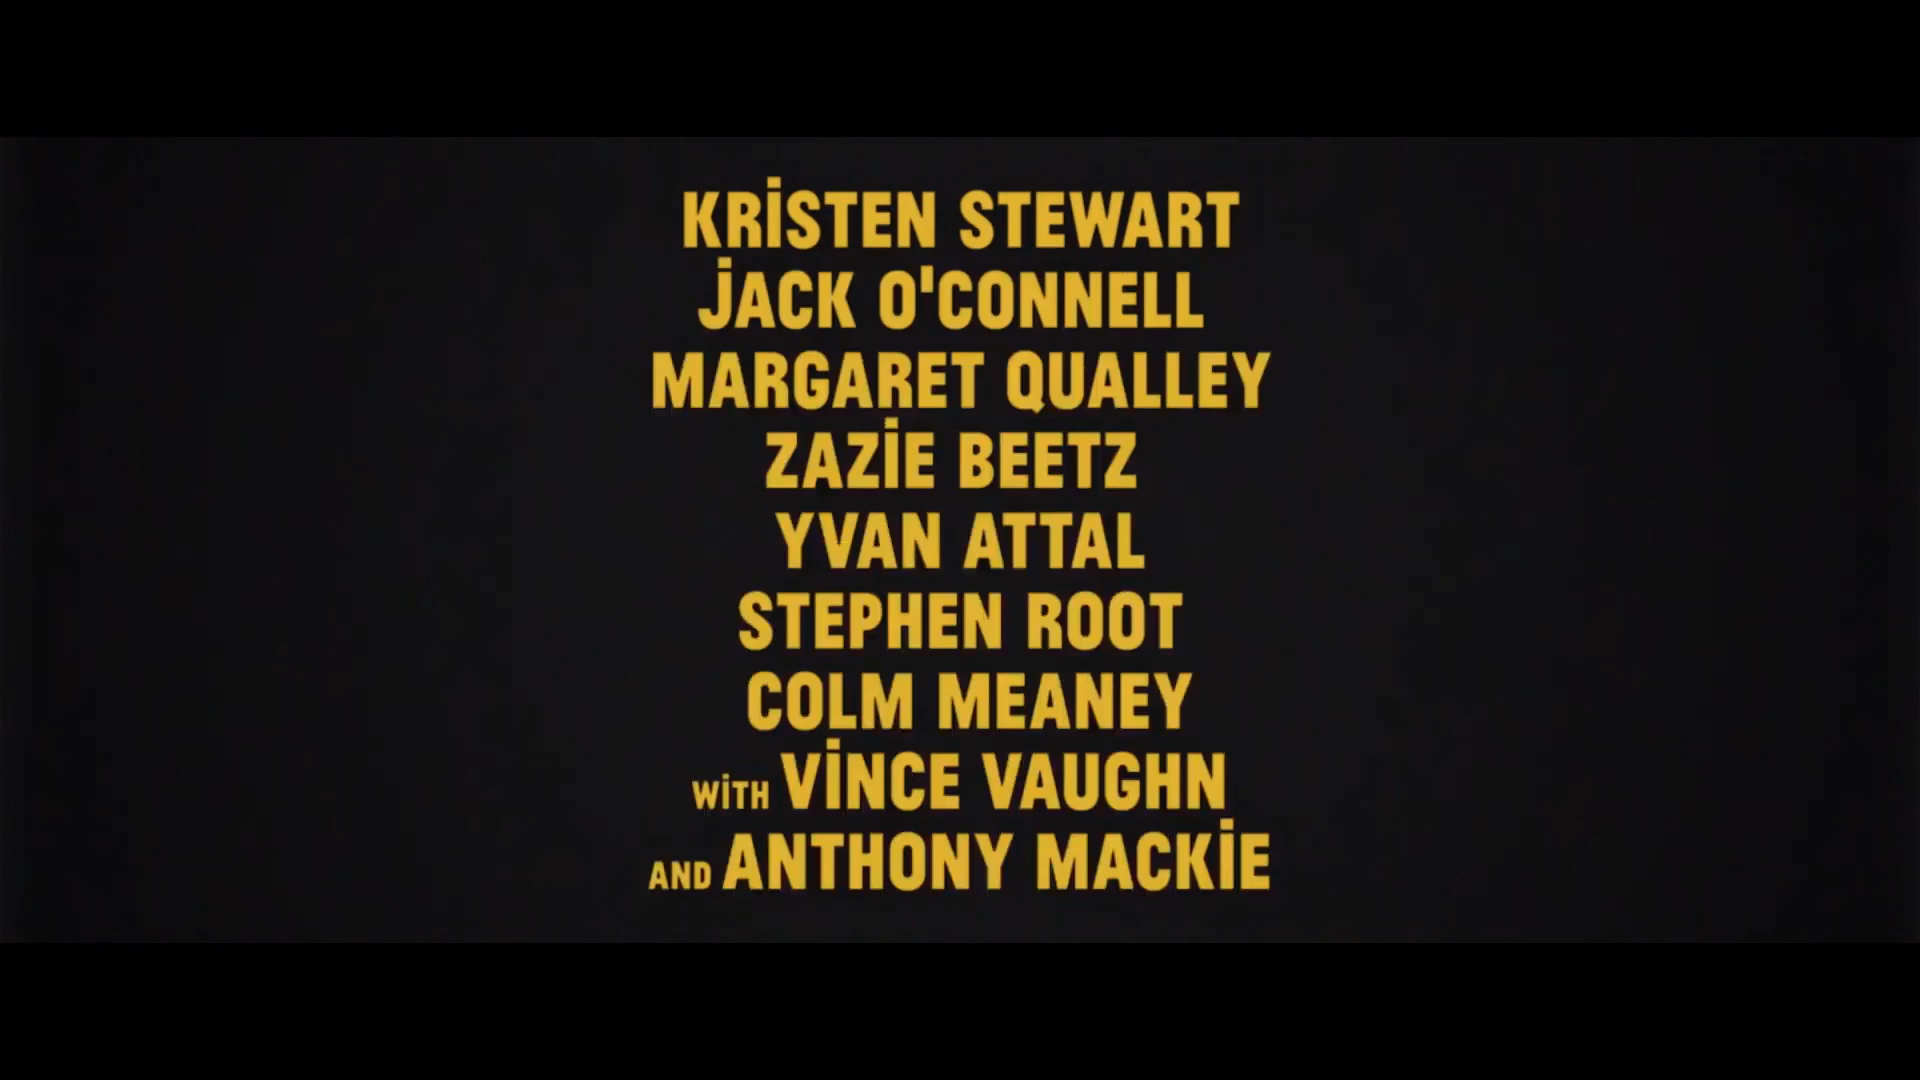 KRiSTEN STEWART
jACK O'CONNELL
MARGARET QUALLEY
ZAZiE BEETZ
YVAN ATTAL
STEPHEN ROOT
COLM MEANEY
WiTH ViNCE VAUGHN
AND ANTHONY MACKiE